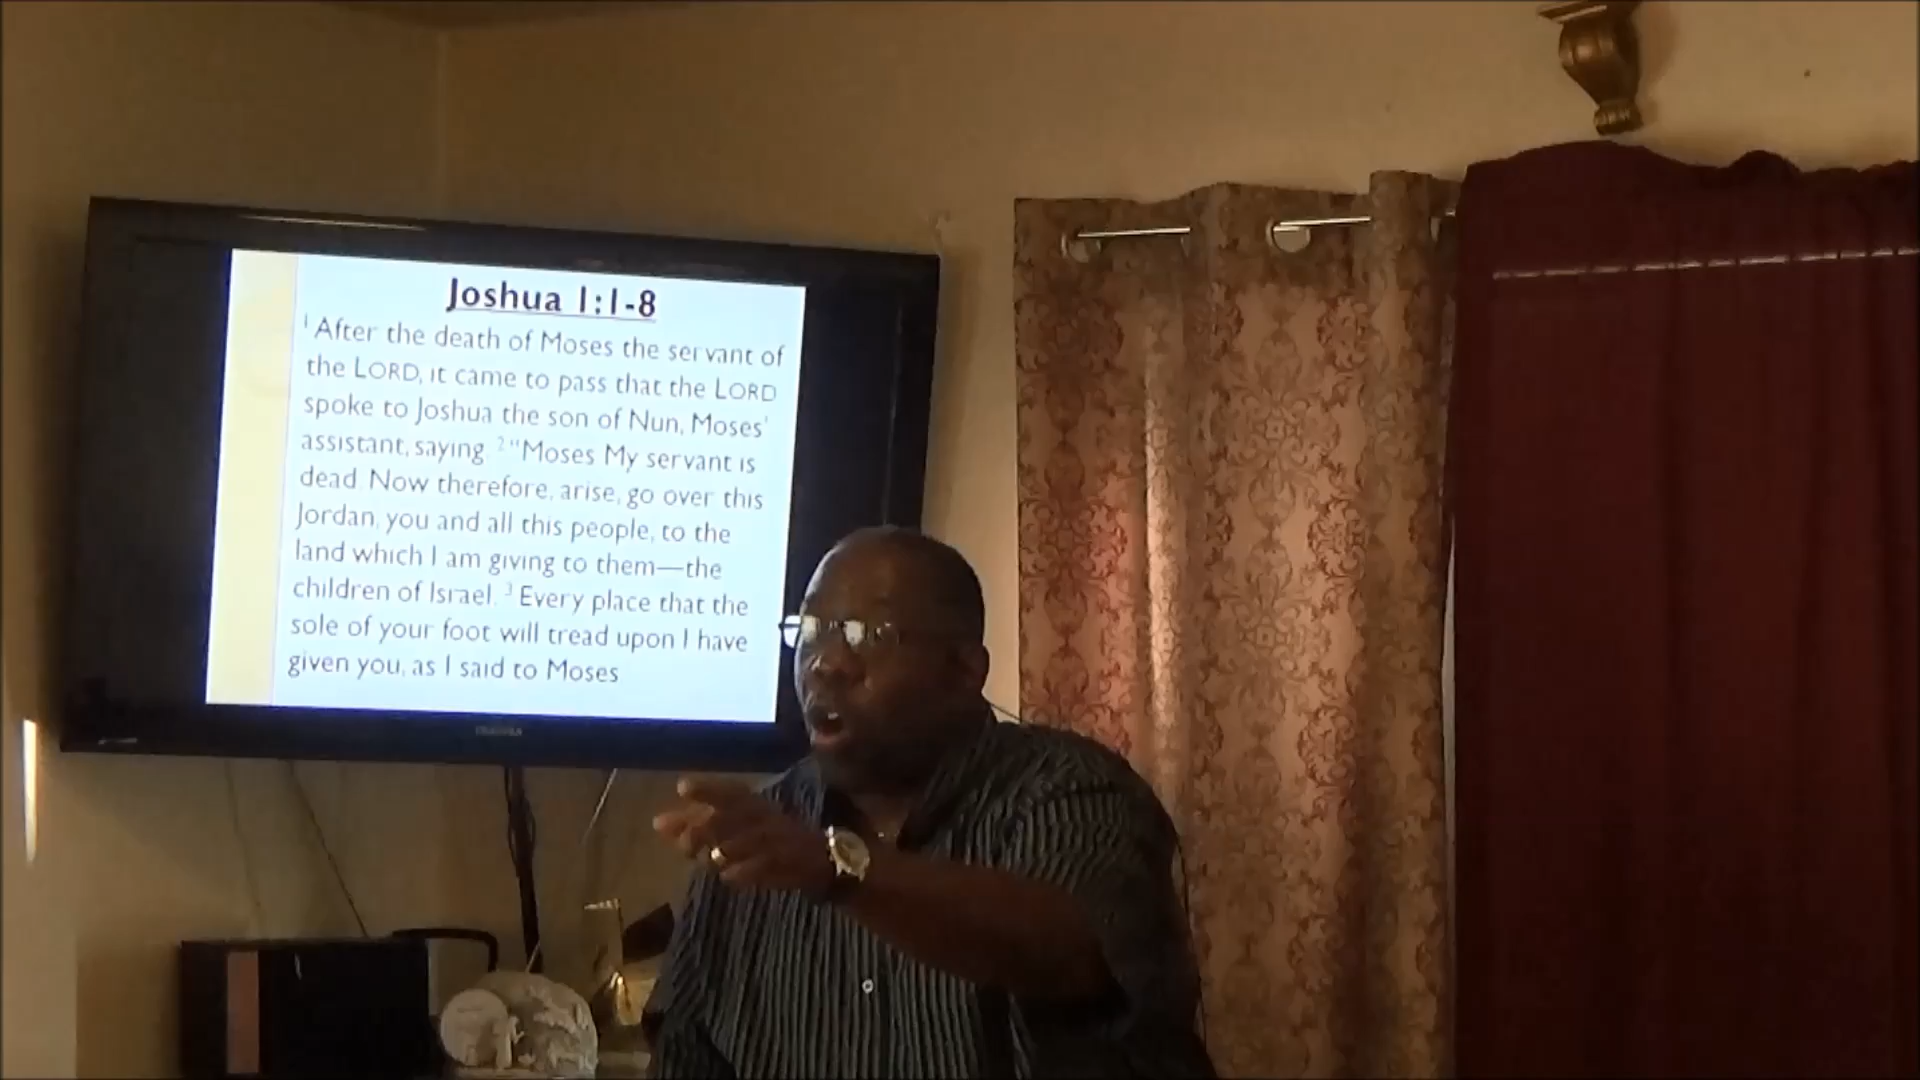 Joshua 1:1-8
1 After the death of Moses the servant of
the LORD, it came to pass that the LORD
spoke to Joshua the son of Nun, Moses'
assistant, saying 2 "Moses My servant is
dead Now therefore, arise, go over this
Jordan, you and all this people, to the
land which I am giving to them—the
children of Israel. 3 Every place that the
sole of your foot will tread upon I have
given you, as I said to Moses